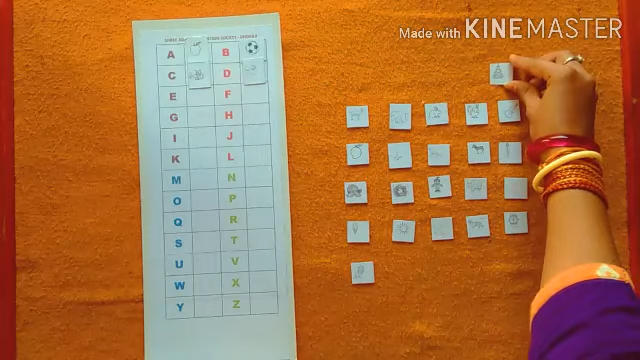 Made with KINEMASTER
A B
C D
E F
G H
I J
K L
M N
O P
Q R
S T
U V
W X
Y Z